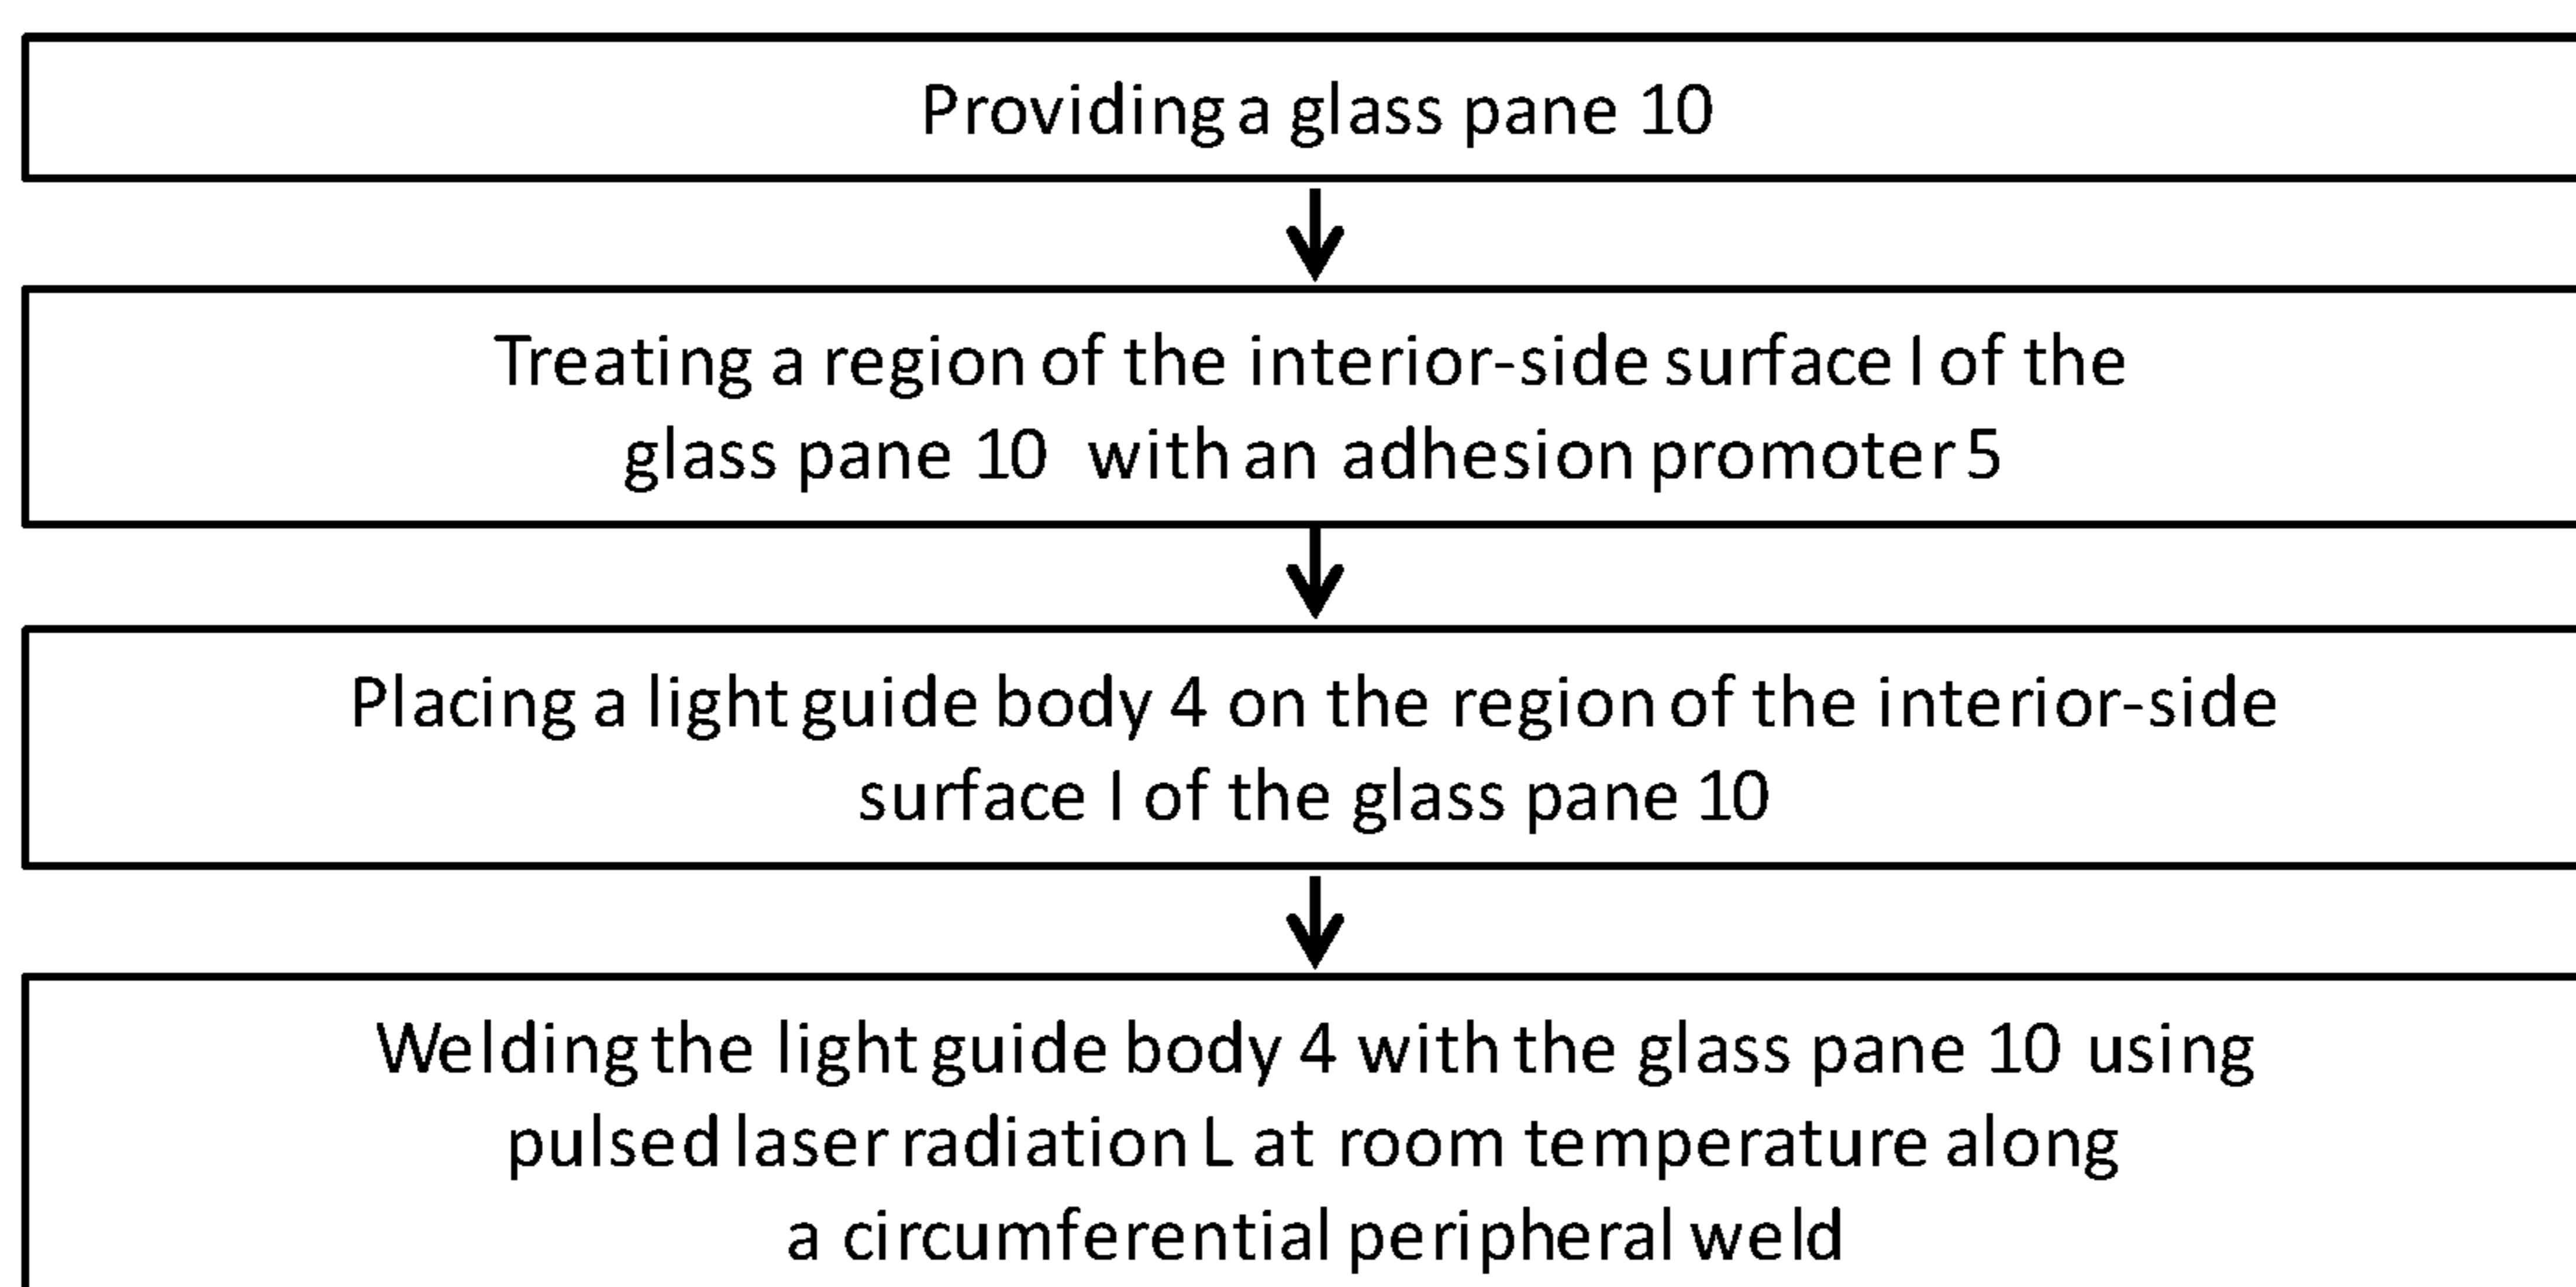 Providing a glass pane 10
Treating a region of the interior-side surface I of the
glass pane 10 with an adhesion promoter 5
Placing a light guide body 4 on the region of the interior-side
surface I of the glass pane 10
Welding the light guide body 4 with the glass pane 10 using
pulsed laser radiation L at room temperature along
a circumferential peripheral weld